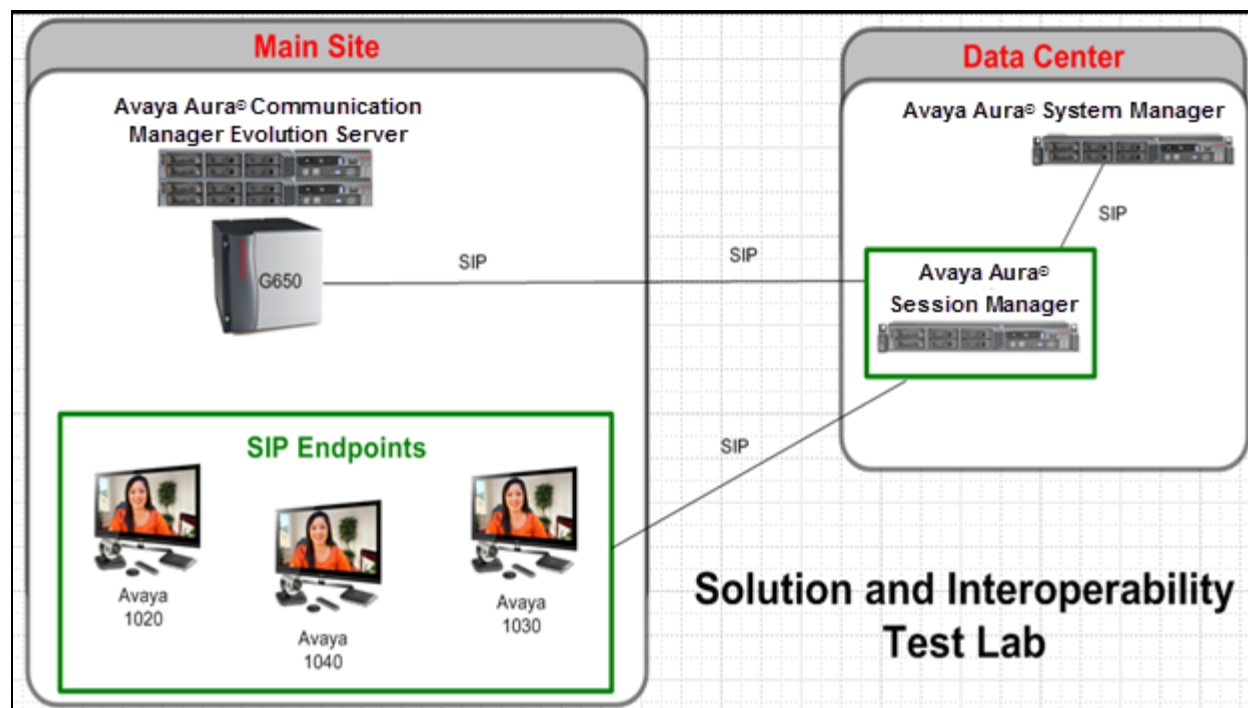 Main Site
Avaya Aura® Communication
Manager Evolution Server
G650
SIP
SIP
SIP Endpoints
Avaya
1020
Avaya
1040
Avaya
1030
SIP
Data Center
Avaya Aura® System Manager
SIP
Avaya Aura®
Session Manager
Solution and Interoperability
Test Lab